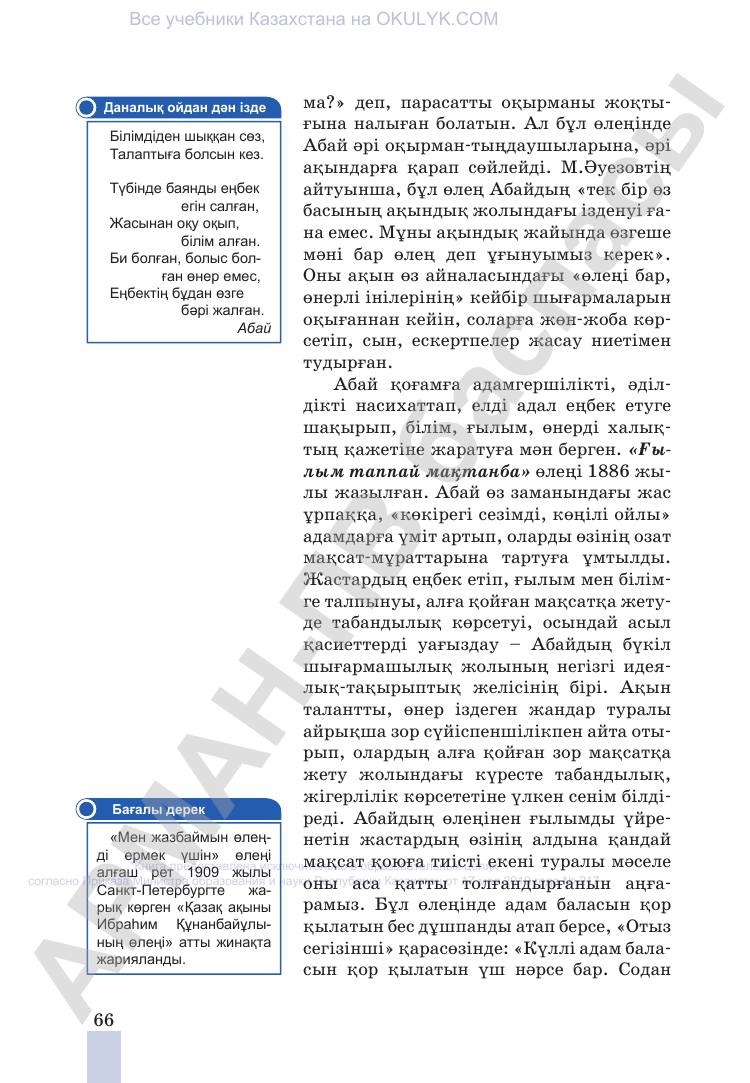 Все учебники Казахстана на OKULYK.COM
Даналық ойдан дән ізде
Білімдіден шыққан сөз,
Талаптыға болсын кез.
Түбінде баянды еңбек
егін салған,
Жасынан оқу оқып,
білім алған.
Би болған, болыс бол-
ған өнер емес,
Еңбектің бұдан өзге
бәрі жалған.
Абай
ма?» деп, парасатты оқырманы жоқты-
ғына налыған болатын. Ал бұл өлеңінде
Абай әрі оқырман-тыңдаушыларына, әрі
ақындарға қарап сөйлейді. М.Әуезовтің
айтуынша, бұл өлең Абайдың «тек бір өз
басының ақындық жолындағы ізденуі ға-
на емес. Мұны ақындық жайында өзгеше
мәні бар өлең деп ұғынуымыз керек».
Оны ақын өз айналасындағы «өлеңі бар,
өнерлі інілерінің» кейбір шығармаларын
оқығаннан кейін, соларға жөн-жоба көр-
сетіп, сын, ескертпелер жасау ниетімен
тудырған.
Абай қоғамға адамгершілікті, әділ-
дікті насихаттап, елді адал еңбек етуге
шақырып, білім, ғылым, өнерді халық-
тың қажетіне жаратуға мән берген. «Ғы-
лым таппай мақтанба» өлеңі 1886 жы-
лы жазылған. Абай өз заманындағы жас
ұрпаққа, «көкірегі сезімді, көңілі ойлы»
адамдарға үміт артып, оларды өзінің озат
мақсат-мұраттарына тартуға ұмтылды.
Жастардың еңбек етіп, ғылым мен білім-
ге талпынуы, алға қойған мақсатқа жету-
де табандылық көрсетуі, осындай асыл
қасиеттерді уағыздау – Абайдың бүкіл
шығармашылық жолының негізгі идея-
лық-тақырыптық желісінің бірі. Ақын
талантты, өнер іздеген жандар туралы
айрықша зор сүйіспеншілікпен айта оты-
рып, олардың алға қойған зор мақсатқа
жету жолындағы күресте табандылық,
жігерлілік көрсететіне үлкен сенім білді-
реді. Абайдың өлеңінен ғылымды үйре-
нетін жастардың өзінің алдына қандай
мақсат қоюға тиісті екені туралы мәселе
оны аса қатты толғандырғанын аңға-
рамыз. Бұл өлеңінде адам баласын қор
қылатын бес дұшпанды атап берсе, «Отыз
сегізінші» қарасөзінде: «Күллі адам бала-
сын қор қылатын үш нәрсе бар. Содан
Бағалы дерек
«Мен жазбаймын өлең-
ді ермек үшін» өлеңі
алғаш рет 1909 жылы
Санкт-Петербургте жа-
рық көрген «Қазақ ақыны
Ибраһим Құнанбайұлы-
ның өлеңі» атты жинақта
жарияланды.
66
АРМАН-ПВ баспасы